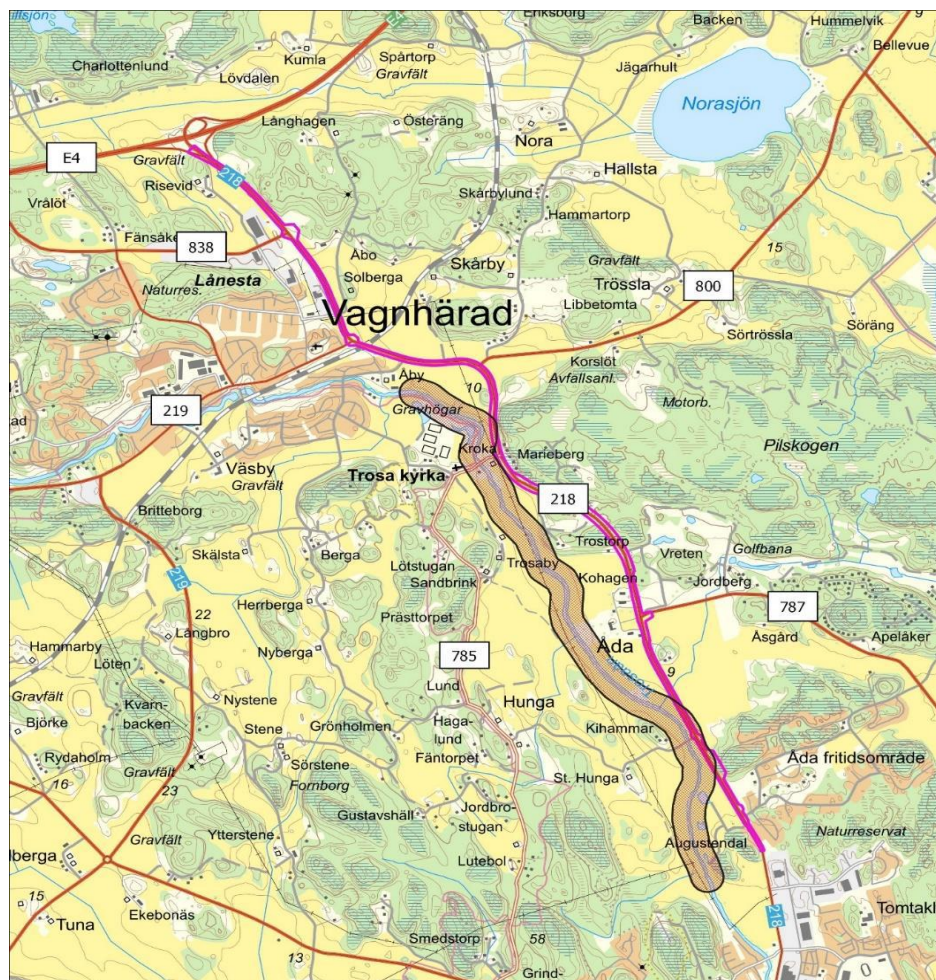 Eriksborg
Backen
Hummelvik
9
Bellevue
Charlottenlund
Kumla
Lövdalen
Spårtorp
Gravfält
Jägarhult
Norasjön
Långhagen
Österäng
Nora
E4
Gravfält
Risevid
218
Hallsta
Vrålöt
Skårbylund
Hammartorp
Fänsåke
838
Åbo
Solberga
Skårby
15
Gravfält
Lånesta
Naturres.
Trössla
800
Libbetomta
Vagnhärad
Sörtrössla
Söräng
Korslöt
Avfallsanl.
Åby
10
Motorb.
219
Gravhögar
ad
Kroka
Marieberg
Pilskogen
Väsby
Gravfält
Trosa kyrka
218
Britteborg
Trostorp
Skälsta
Berga
Lötstugan
Sandbrink
Trosaby
Vreten
Golfbana
Kohagen
Jordberg
219
22
Herrberga
Prästtorpet
787
Långbro
Åsgård
Apelåker
Hammarby
Löten
Nyberga
785
Åda
9
Gravfält
Kvarn-
backen
Nystene
Lund
Hunga
Björke
Stene
Grönholmen
Haga-
lund
Kihammar
Rydaholm
Sörstene
Fäntorpet
Åda fritidsområde
16
Gravfält
Fornborg
St. Hunga
23
Gustavshäll
Jordbro-
stugan
Gravfält
Ytterstene
Augustendal
Naturreservat
lberga
Lutebol
15
Ekebonäs
218
Tuna
Tomtakl
Smedstorp
58
13
Grind-